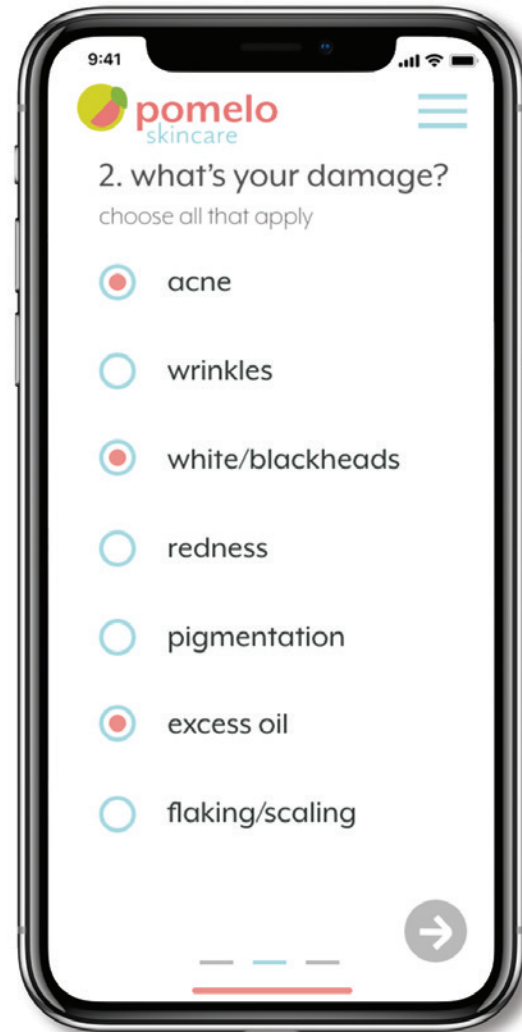 9:41
pomelo
skincare
2. what's your damage?
choose all that apply
acne
wrinkles
white/blackheads
redness
pigmentation
excess oil
flaking/scaling